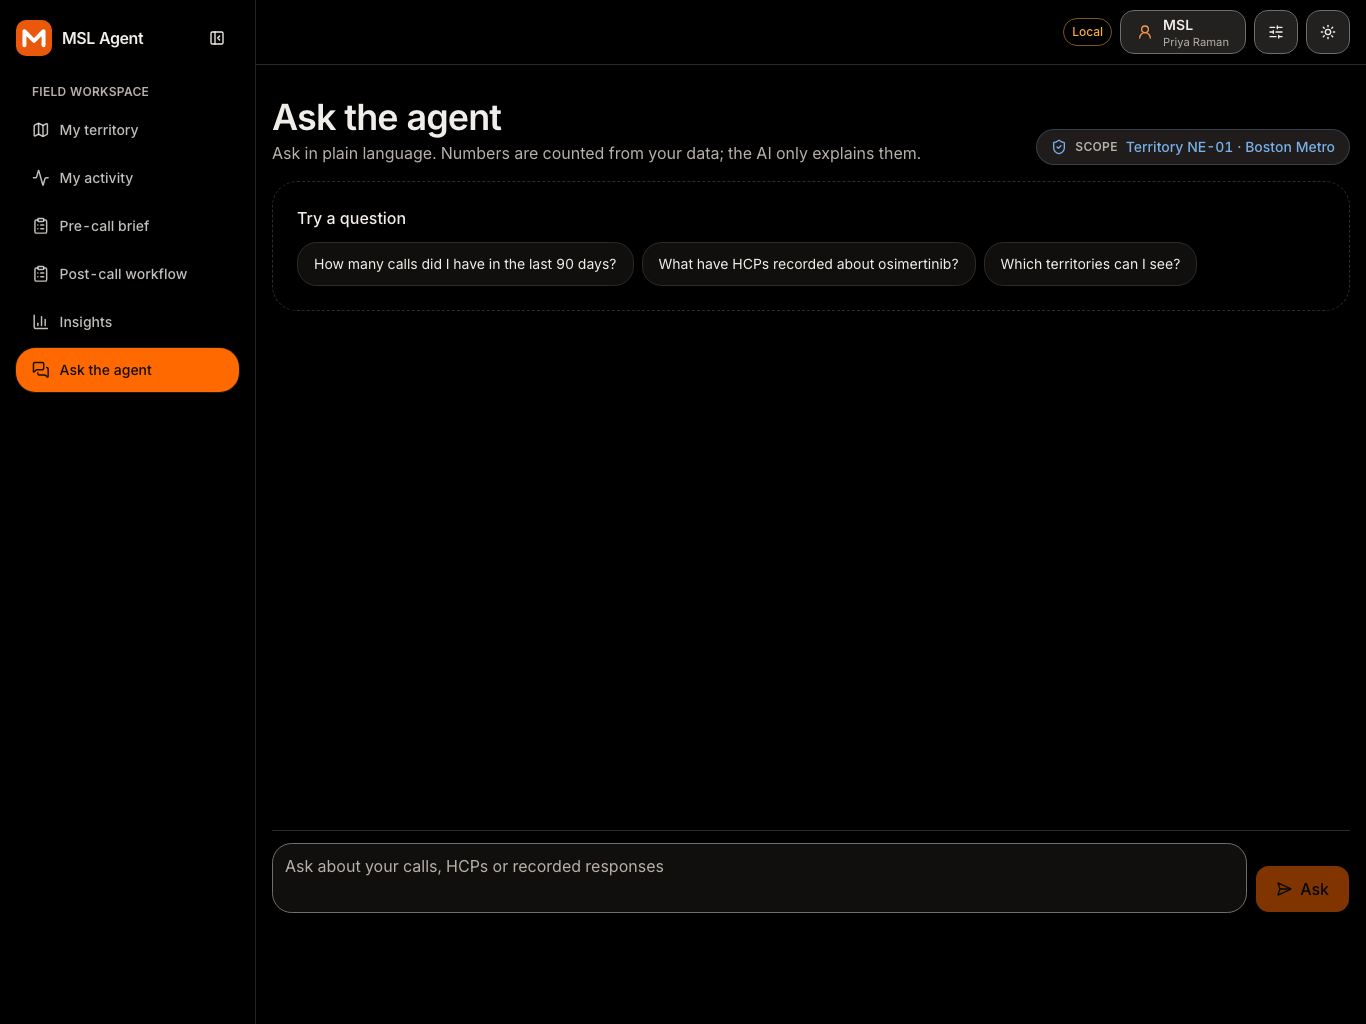 MSL Agent
FIELD WORKSPACE
My territory
My activity
Pre-call brief
Post-call workflow
Insights
Ask the agent
Local
MSL
Priya Raman
Ask the agent
Ask in plain language. Numbers are counted from your data; the AI only explains them.
SCOPE Territory NE-01 · Boston Metro
Try a question
How many calls did I have in the last 90 days?
What have HCPs recorded about osimertinib?
Which territories can I see?
Ask about your calls, HCPs or recorded responses
Ask